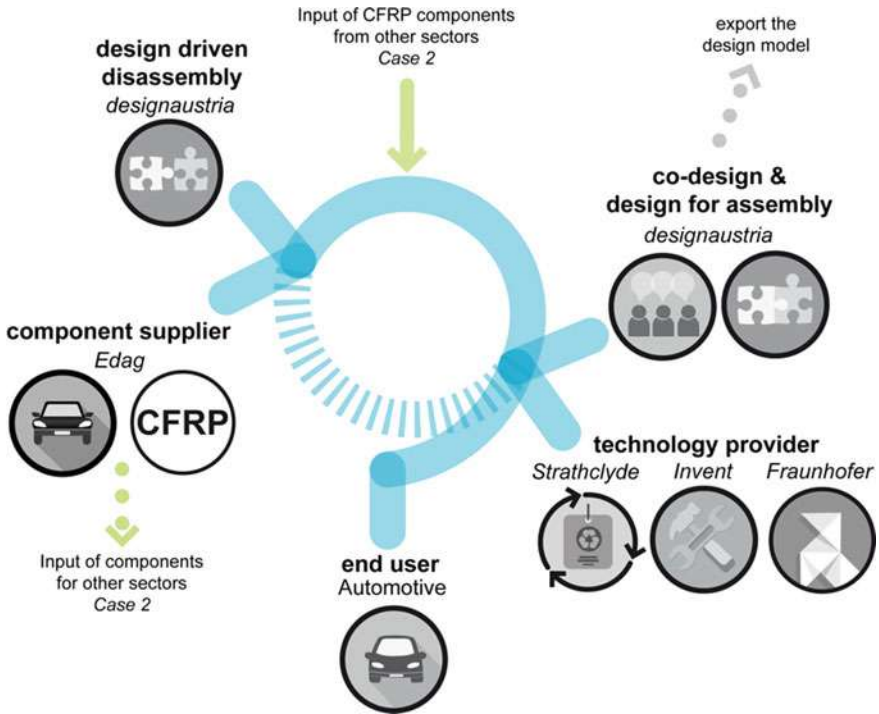 Input of CFRP components
from other sectors
Case 2
export
the design model
design driven
disassembly
designaustria
co-design &
design for assembly
designaustria
component supplier
Edag
CFRP
Input of components
for other sectors
Case 2
technology provider
Strathclyde Invent Fraunhofer
end user
Automotive